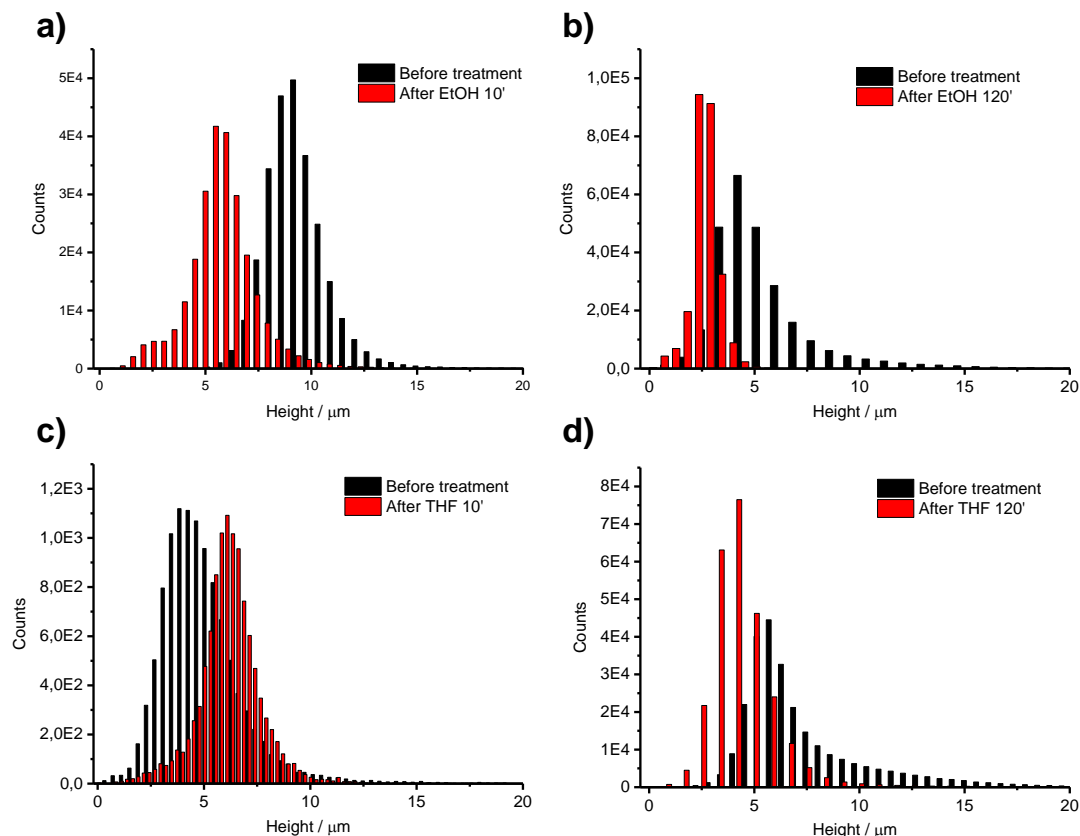 a)
5E4
4E4
3E4
2E4
1E4
0
Counts
Before treatment
After EtOH 10'
0 5 10 15 20
Height / μm
b)
1,0E5
8,0E4
6,0E4
4,0E4
2,0E4
0,0
Counts
Before treatment
After EtOH 120'
0 5 10 15 20
Height / μm
c)
1,2E3
1,0E3
8,0E2
6,0E2
4,0E2
2,0E2
0,0
Counts
Before treatment
After THF 10'
0 5 10 15 20
Height / μm
d)
8E4
7E4
6E4
5E4
4E4
3E4
2E4
1E4
0
Counts
Before treatment
After THF 120'
0 5 10 15 20
Height / μm